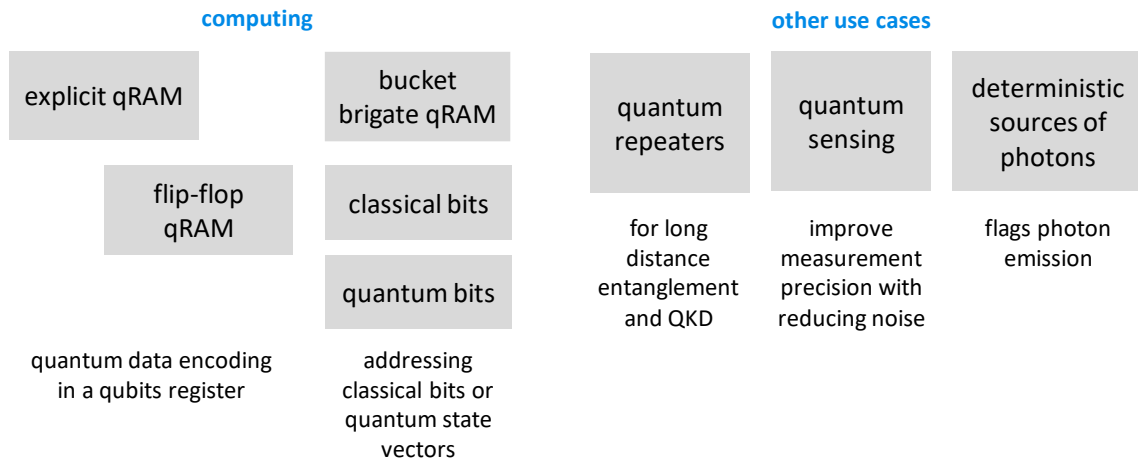 computing
explicit qRAM
flip-flop
qRAM
quantum data encoding
in a qubits register
bucket
brigate qRAM
classical bits
quantum bits
addressing
classical bits or
quantum state
vectors
other use cases
quantum
repeaters
for long
distance
entanglement
and QKD
quantum
sensing
improve
measurement
precision with
reducing noise
deterministic
sources of
photons
flags photon
emission